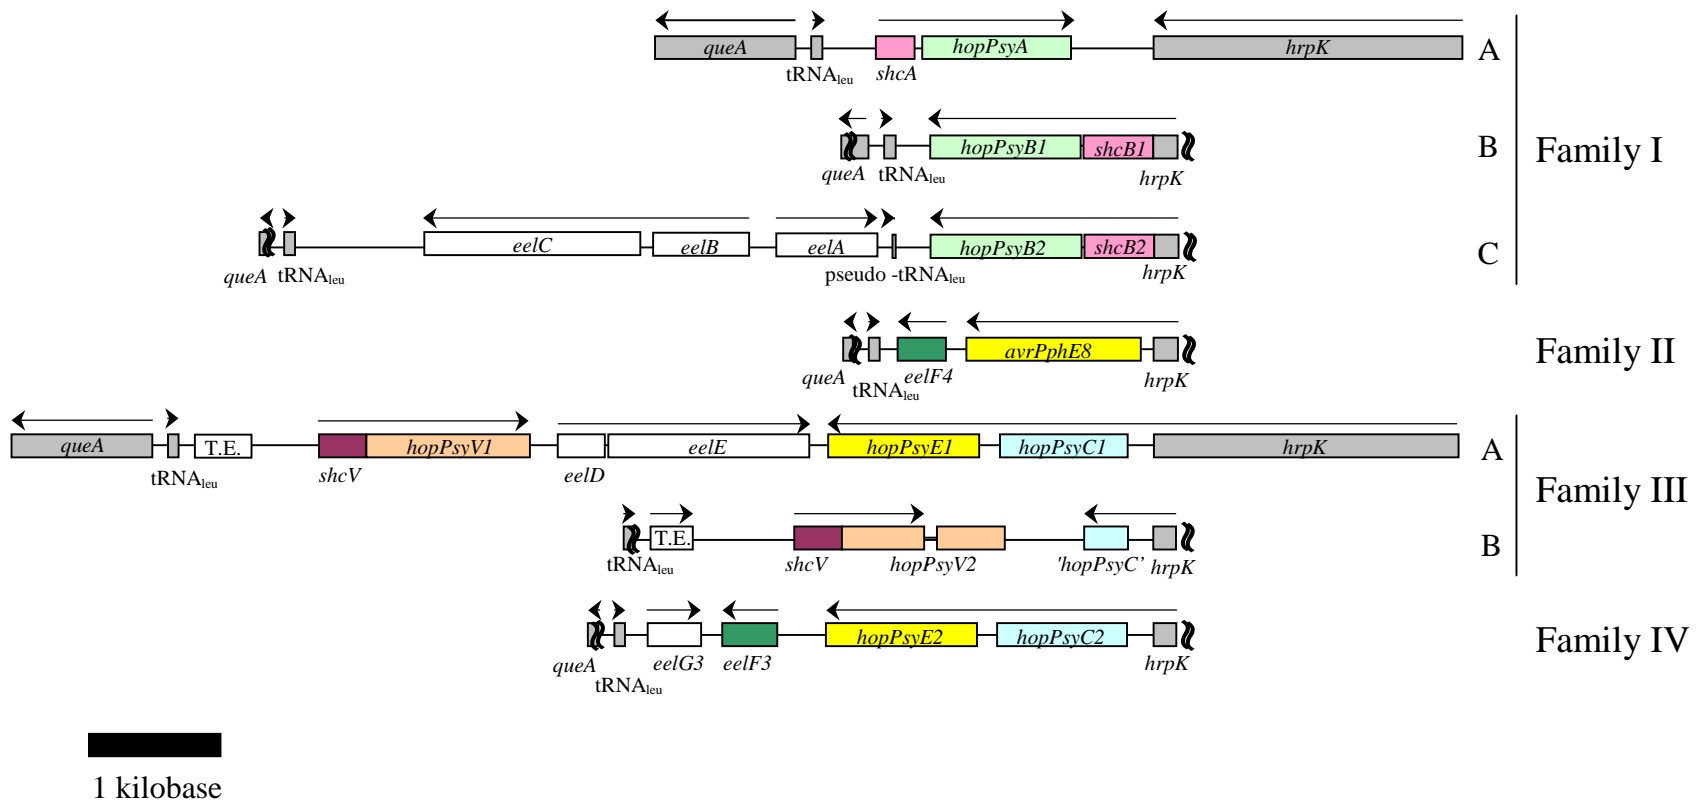 queA hopPsyA hrpK A
tRNAleu shcA
hopPsyB1 shcB1 B Family I
queA tRNAleu hrpK
eelC eelB eelA hopPsyB2 shcB2 C
queA tRNAleu pseudo -tRNAleu hrpK
avrPphE8 Family II
queA tRNAleu eelF4 hrpK
queA T.E. hopPsyV1 eelE hopPsyE1 hopPsyC1 hrpK A
tRNAleu shcV eelD
Family III
T.E. B
tRNAleu shcV hopPsyV2 'hopPsyC' hrpK
hopPsyE2 hopPsyC2 Family IV
queA tRNAleu eelG3 eelF3 hrpK
1 kilobase